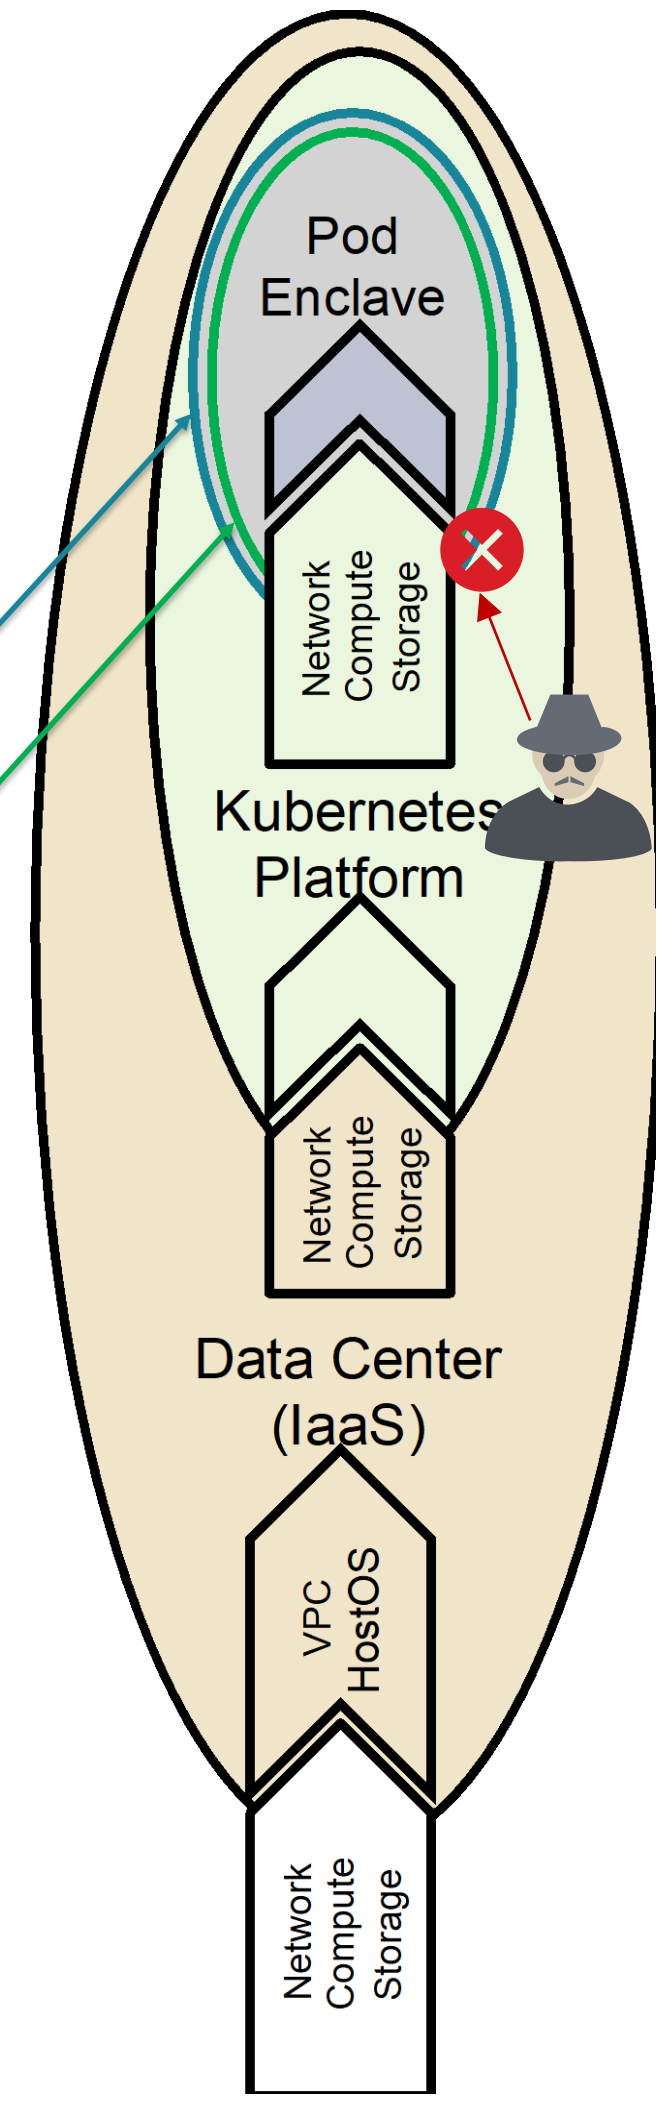 Pod
Enclave
Network
Compute
Storage
Kubernetes
Platform
Network
Compute
Storage
Data Center
(IaaS)
VPC
HostOS
Network
Compute
Storage